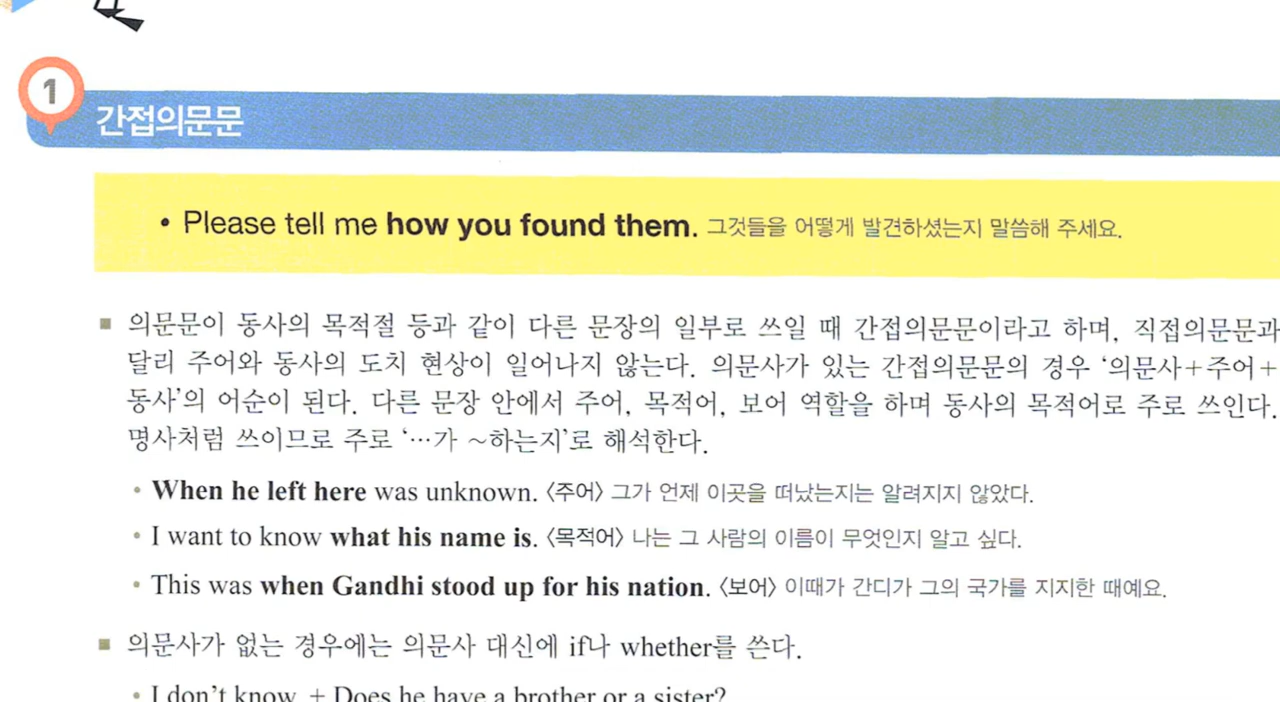 1
간접의문문
• Please tell me how you found them. 그것들을 어떻게 발견하셨는지 말씀해 주세요.
■ 의문문이 동사의 목적절 등과 같이 다른 문장의 일부로 쓰일 때 간접의문문이라고 하며, 직접의문문과
달리 주어와 동사의 도치 현상이 일어나지 않는다. 의문사가 있는 간접의문문의 경우 ‘의문사+주어+
동사’의 어순이 된다. 다른 문장 안에서 주어, 목적어, 보어 역할을 하며 동사의 목적어로 주로 쓰인다.
명사처럼 쓰이므로 주로 ‘…가 ~하는지’로 해석한다.
• When he left here was unknown. 〈주어〉 그가 언제 이곳을 떠났는지는 알려지지 않았다.
• I want to know what his name is. 〈목적어〉 나는 그 사람의 이름이 무엇인지 알고 싶다.
• This was when Gandhi stood up for his nation. 〈보어〉 이때가 간디가 그의 국가를 지지한 때예요.
■ 의문사가 없는 경우에는 의문사 대신에 if나 whether를 쓴다.
• I don’t know. + Does he have a brother or a sister?